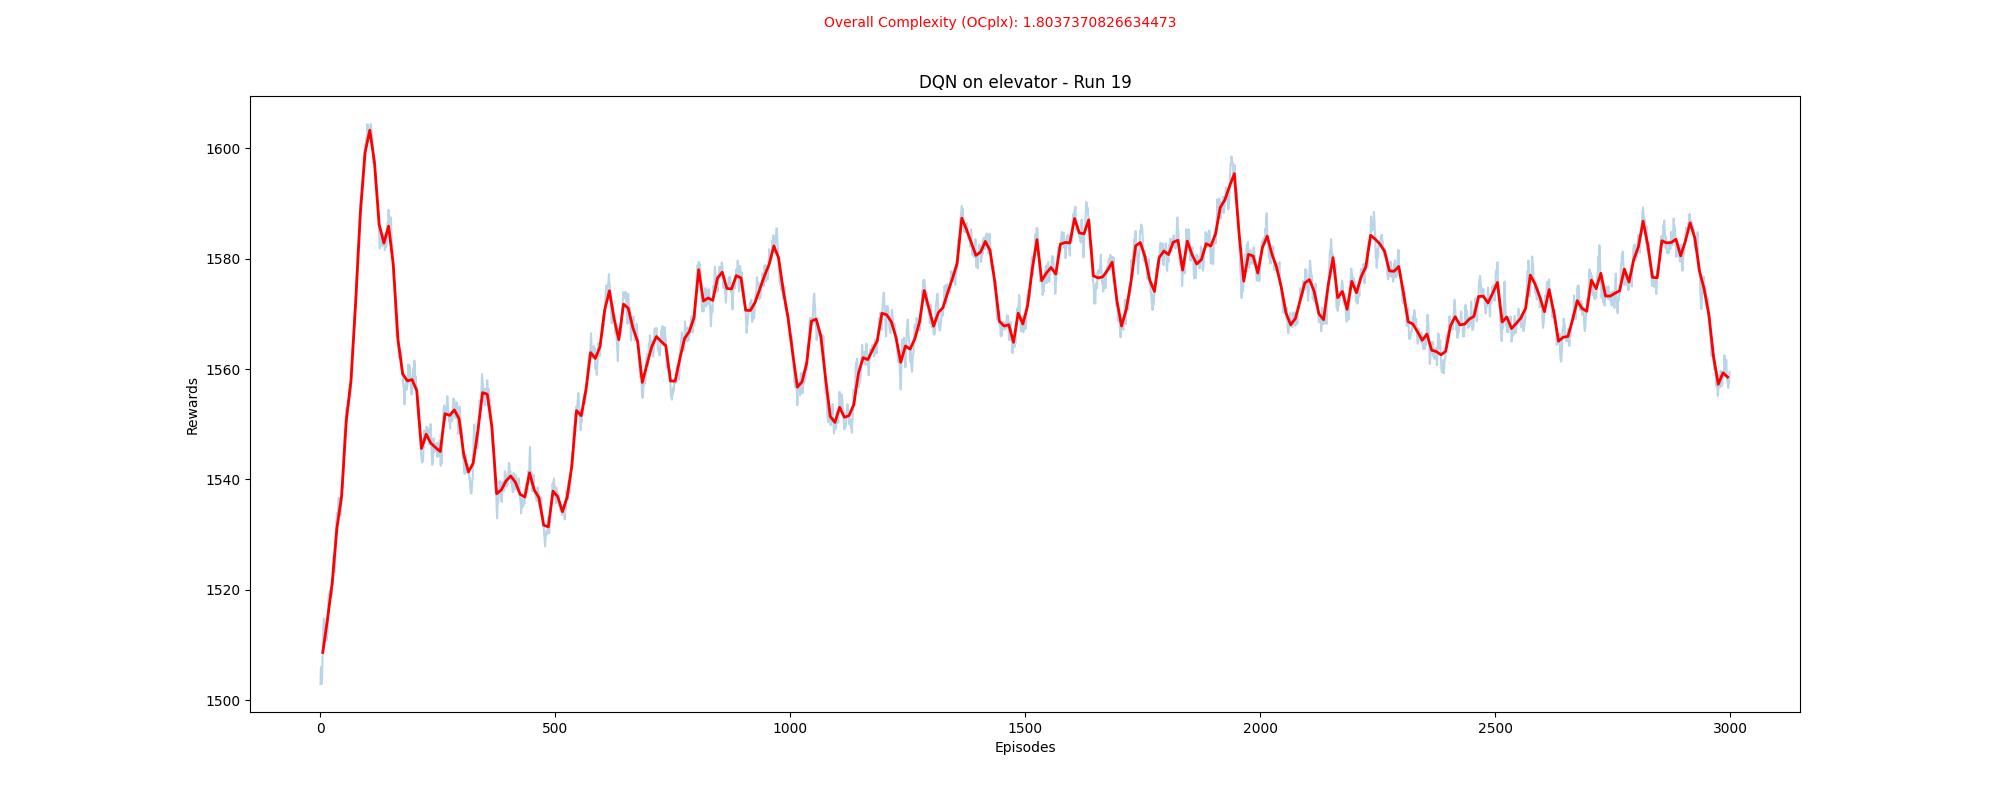 Overall Complexity (OCplx): 1.8037370826634473
DQN on elevator - Run 19
Rewards
1600
1580
1560
1540
1520
1500
0 500 1000 1500 2000 2500 3000
Episodes